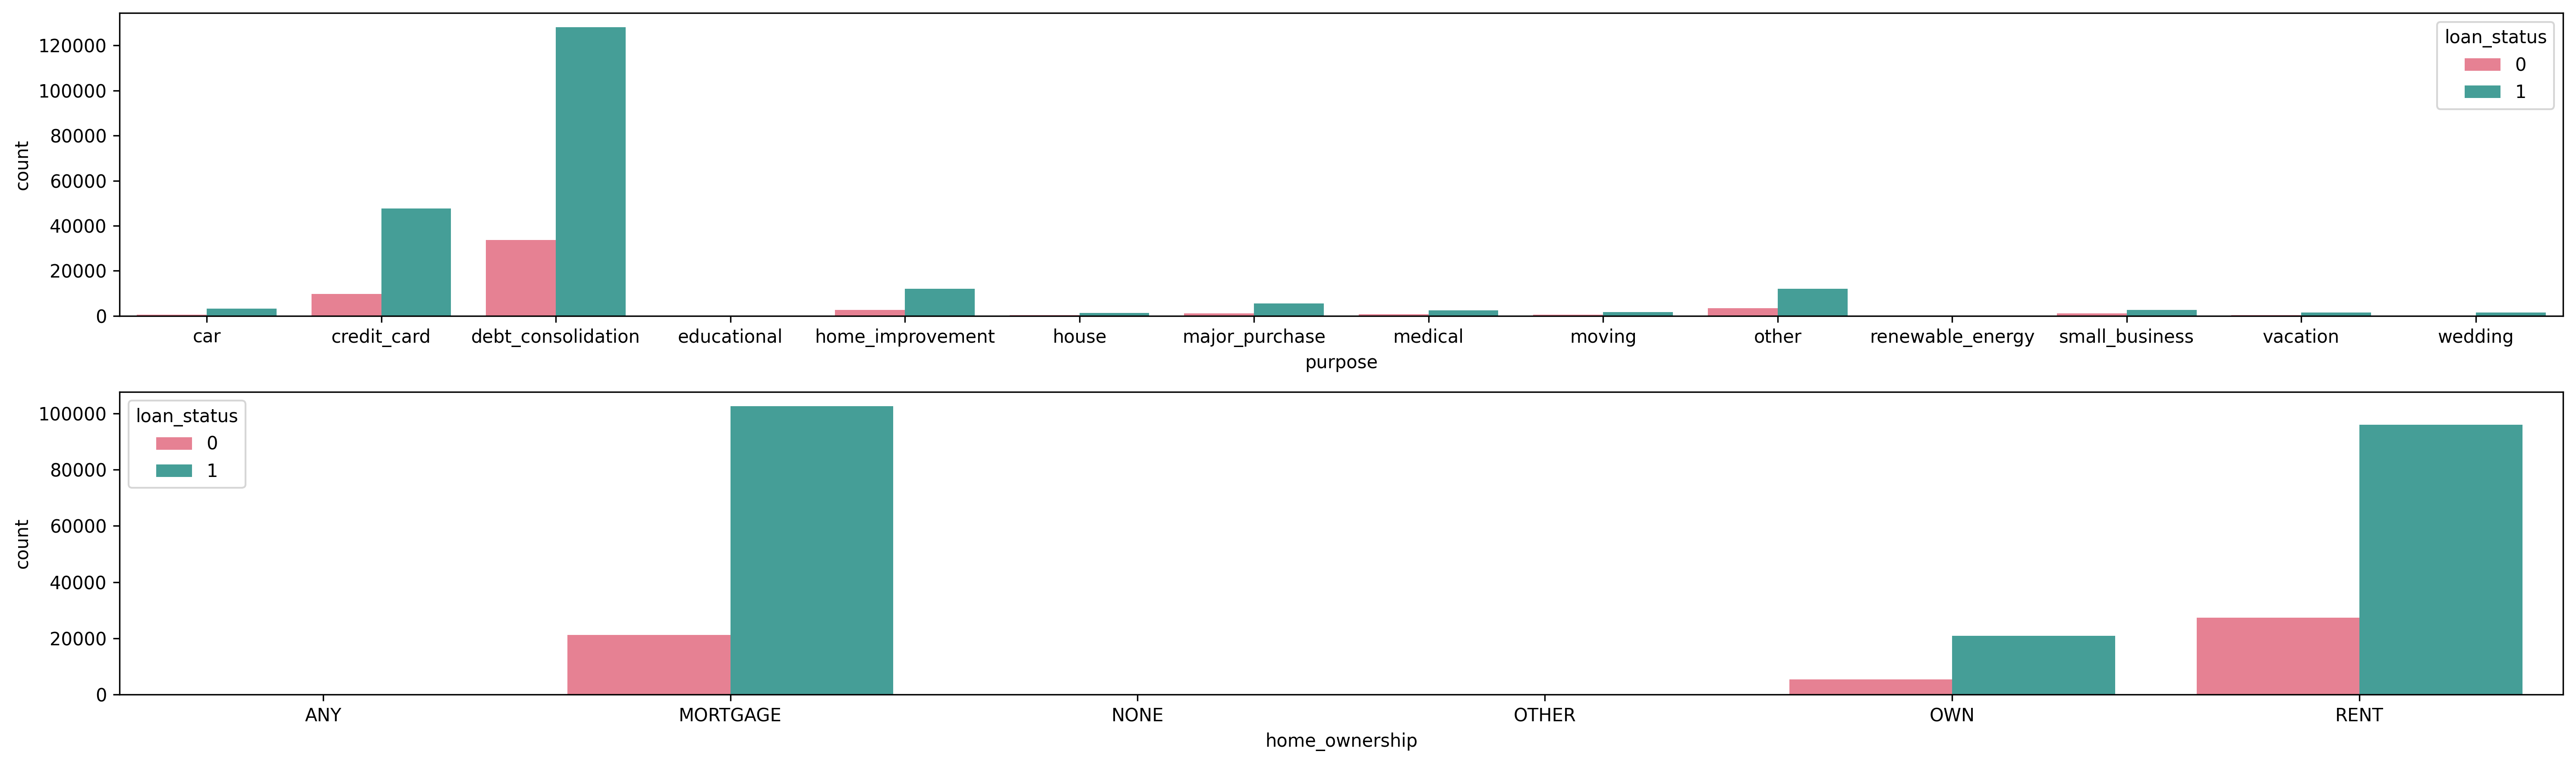 120000
100000
80000
60000
40000
20000
0
count
loan_status
0
1
car credit_card debt_consolidation educational home_improvement house major_purchase medical moving other renewable_energy small_business vacation wedding
purpose
100000
80000
60000
40000
20000
0
count
loan_status
0
1
ANY MORTGAGE NONE OTHER OWN RENT
home_ownership